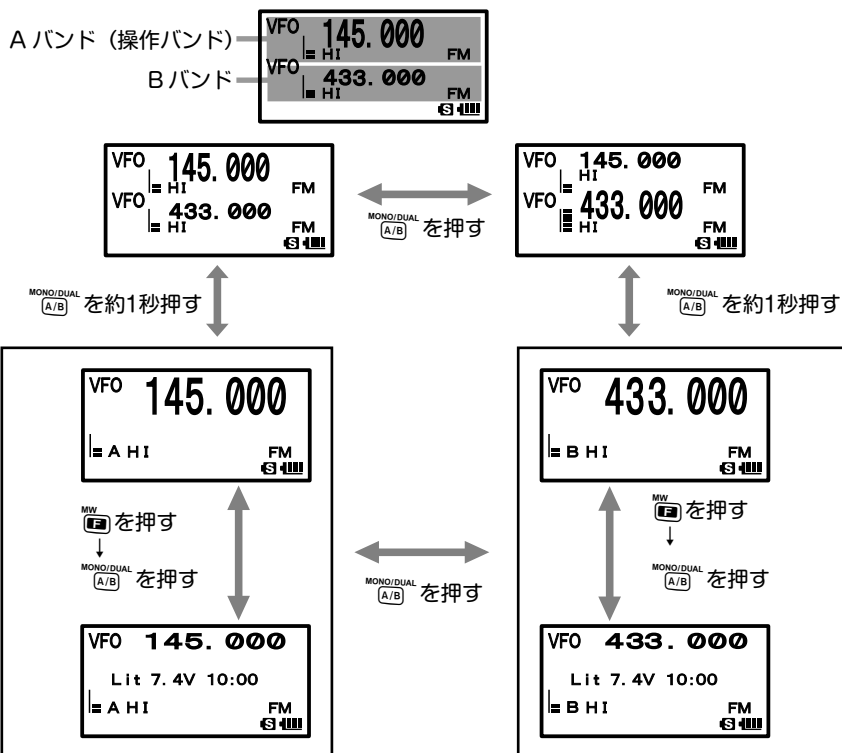 A バンド（操作バンド）
VFO 145.000
HI FM
B バンド
VFO 433.000
HI FM
S
VFO 145.000
HI FM
VFO 433.000
HI FM
S
MONO/DUAL
A/B を押す
VFO 145.000
HI FM
VFO 433.000
HI FM
S
MONO/DUAL
A/B を約1秒押す
MONO/DUAL
A/B を約1秒押す
VFO 145.000
A HI FM
S
MW
F を押す
↓
MONO/DUAL
A/B を押す
VFO 145.000
Lit 7.4V 10:00
A HI FM
S
MONO/DUAL
A/B を押す
VFO 433.000
B HI FM
S
MW
F を押す
↓
MONO/DUAL
A/B を押す
VFO 433.000
Lit 7.4V 10:00
B HI FM
S